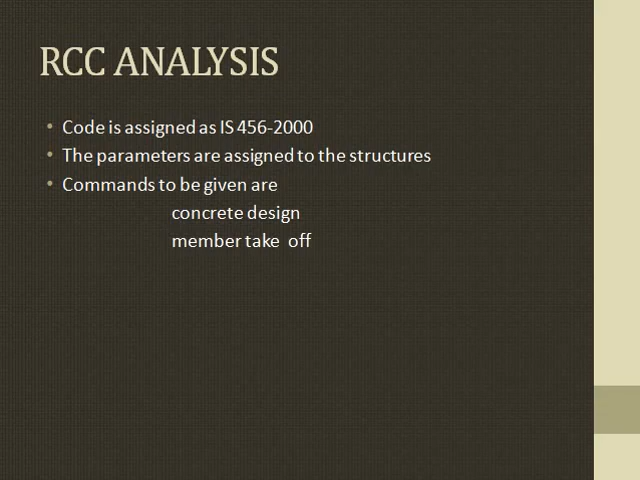 RCC ANALYSIS
• Code is assigned as IS 456-2000
• The parameters are assigned to the structures
• Commands to be given are
concrete design
member take off